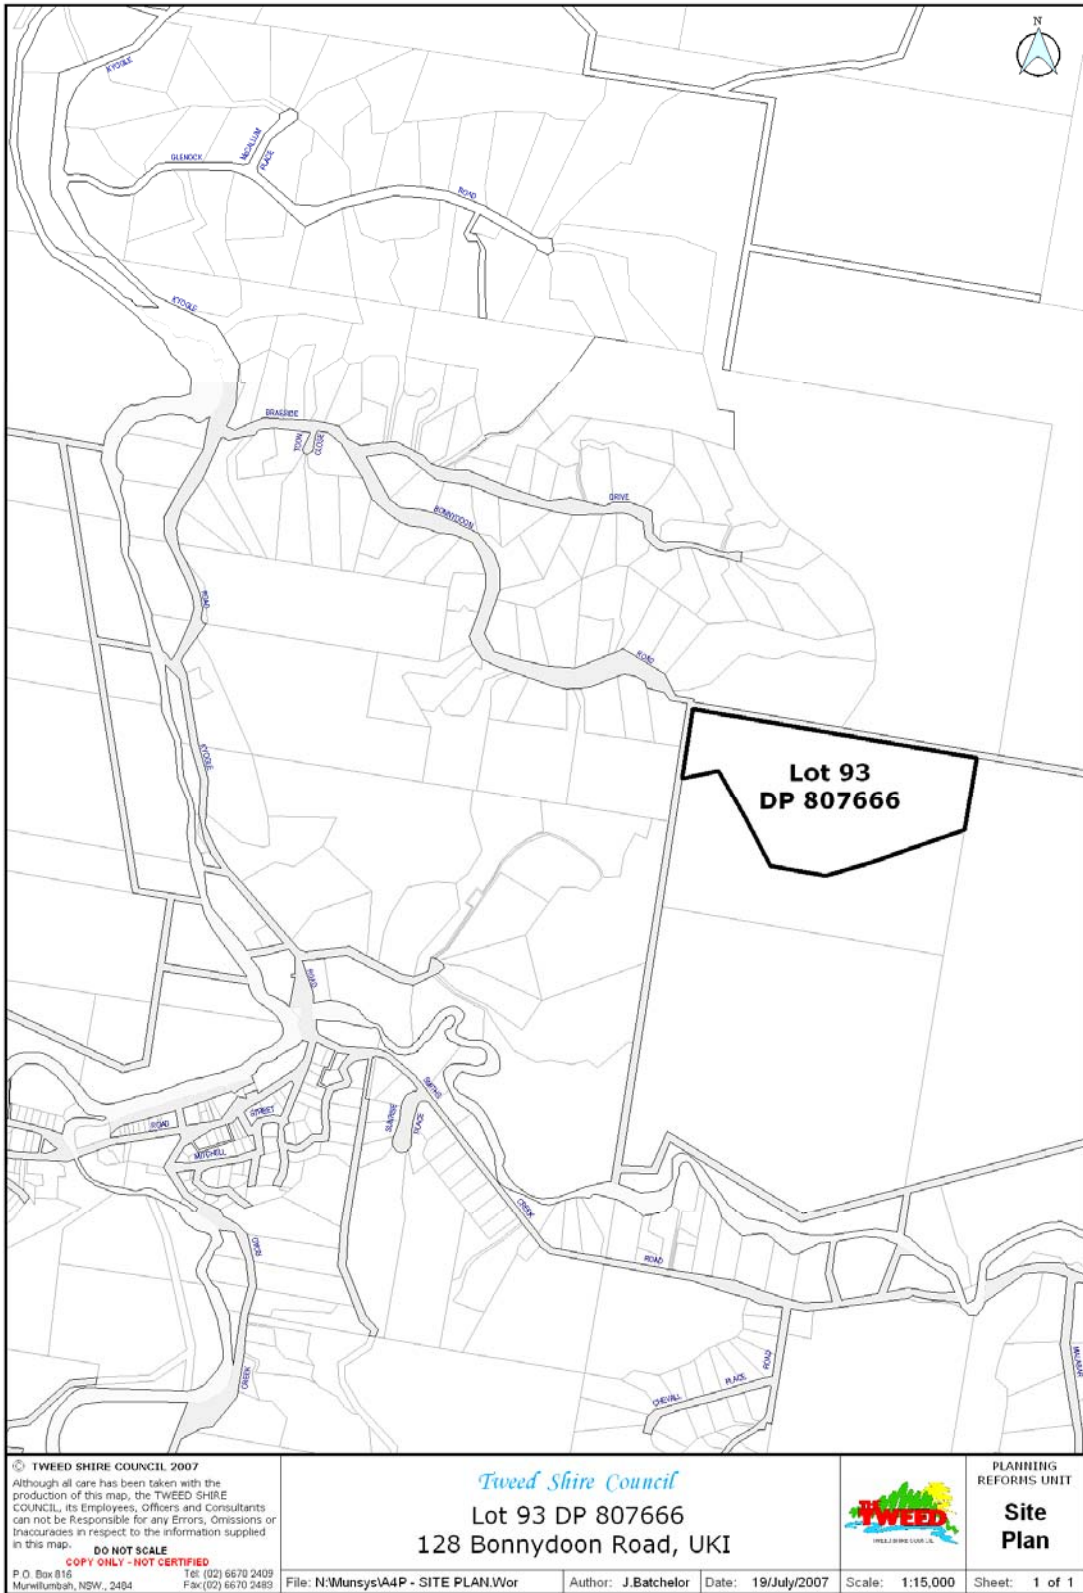 N
KYOGLE
GLENOCK
McCALLUM
PLACE
ROAD
KYOGLE
BRAESIDE
TOON
CLOSE
DRIVE
BONNYDOON
ROAD
ROAD
KYOGLE
Lot 93
DP 807666
ROAD
SMITHS
SUNRISE
PLACE
STREET
ROAD
MITCHELL
CREEK
ROAD
ROAD
CREEK
CHEVALL
PLACE
ROAD
© TWEED SHIRE COUNCIL 2007
Although all care has been taken with the
production of this map, the TWEED SHIRE
COUNCIL, its Employees, Officers and Consultants
can not be Responsible for any Errors, Omissions or
Inaccuracies in respect to the information supplied
in this map.
DO NOT SCALE
COPY ONLY - NOT CERTIFIED
P.O. Box 816
Murwillumbah, NSW., 2484
Tel: (02) 6670 2409
Fax: (02) 6670 2483
Tweed Shire Council
Lot 93 DP 807666
128 Bonnydoon Road, UKI
File: N:\Munsys\A4P - SITE PLAN.Wor
Author: J.Batchelor
Date: 19/July/2007
THE
TWEED
TWEED SHIRE COUNCIL
PLANNING
REFORMS UNIT
Site
Plan
Scale: 1:15,000
Sheet: 1 of 1